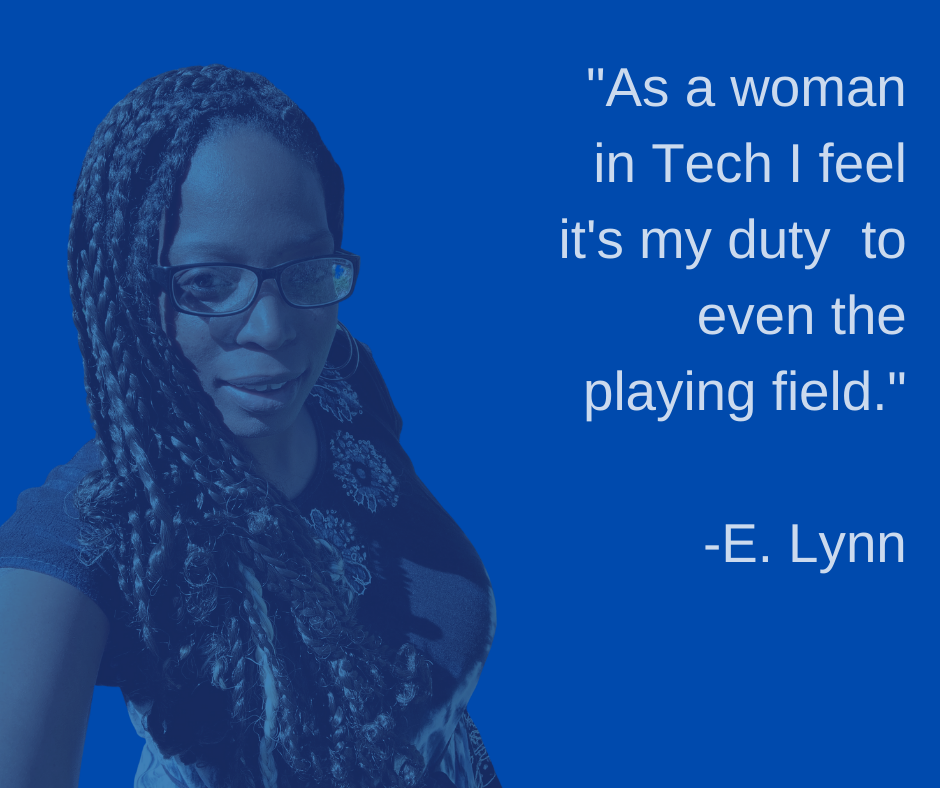 "As a woman
in Tech I feel
it's my duty  to
even the
playing field."
-E. Lynn